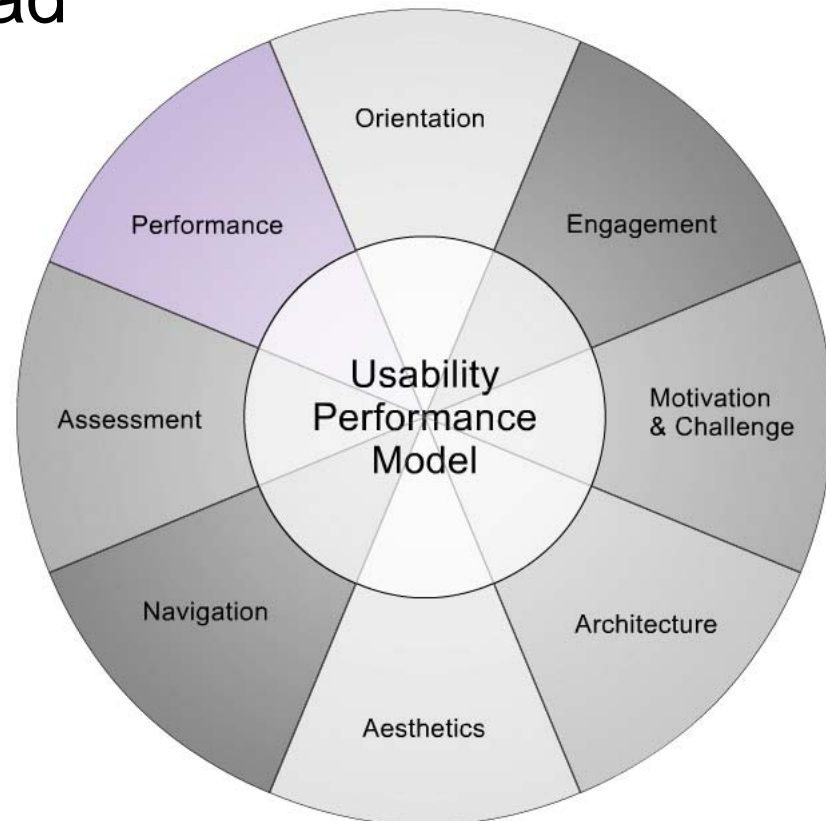 Orientation
Engagement
Motivation
& Challenge
Architecture
Aesthetics
Navigation
Assessment
Performance
Usability
Performance
Model